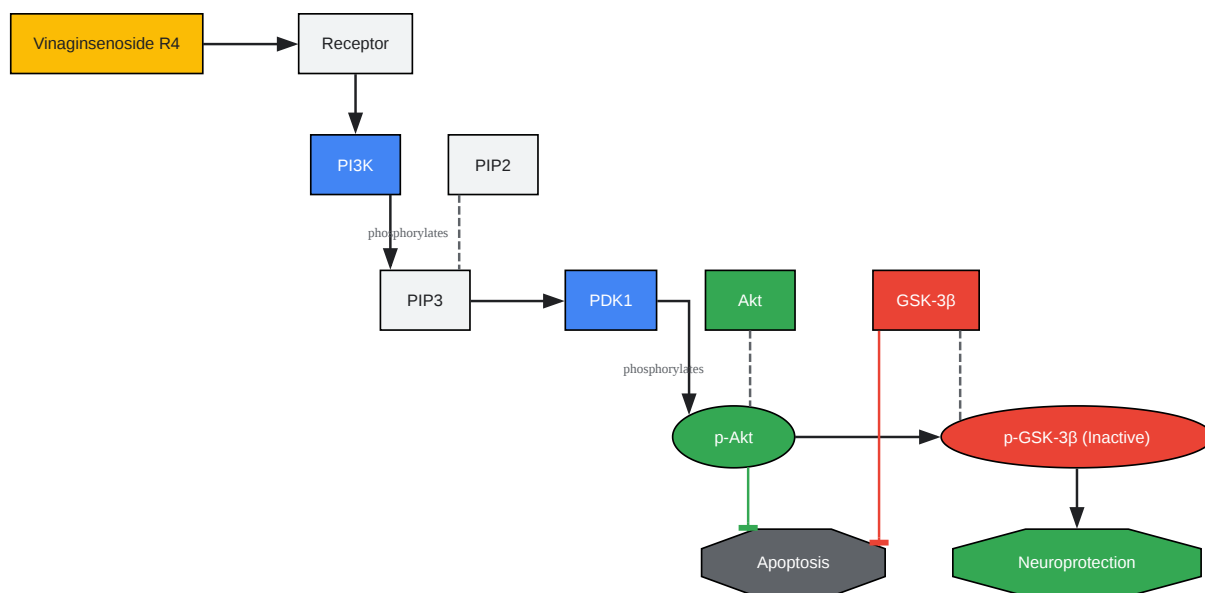 Vinaginsenoside R4
Receptor
PI3K
PIP2
phosphorylates
PIP3
PDK1
Akt
GSK-3β
phosphorylates
p-Akt
p-GSK-3β (Inactive)
Apoptosis
Neuroprotection